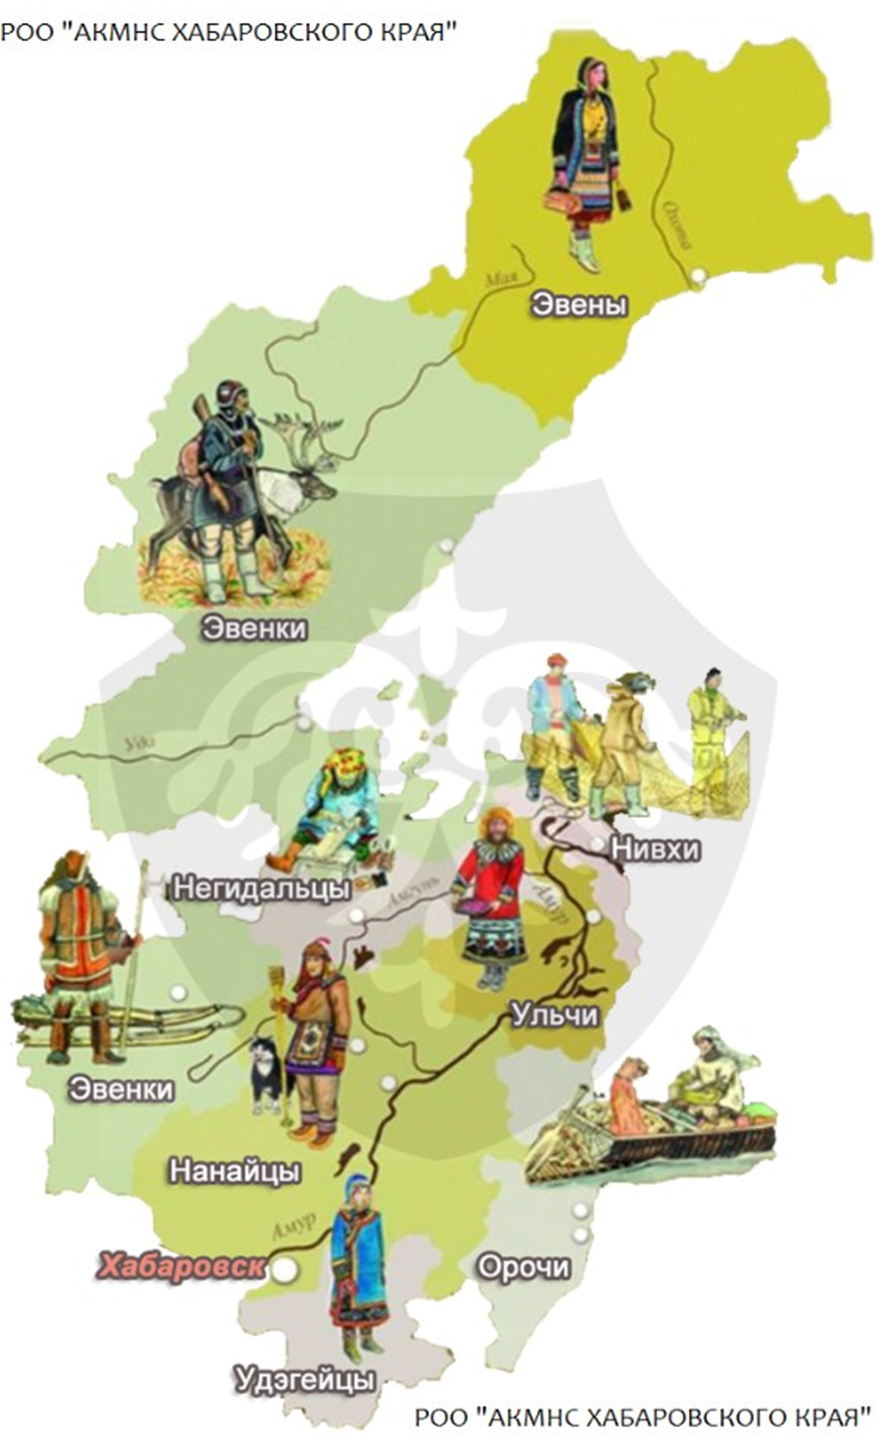 РОО "АКМНС ХАБАРОВСКОГО КРАЯ"
Охота
Мая
Эвены
Эвенки
Уда
Нивхи
Негидальцы
Амгунь
Амур
Ульчи
Эвенки
Нанайцы
Амур
Хабаровск
Орочи
Удэгейцы
РОО "АКМНС ХАБАРОВСКОГО КРАЯ"